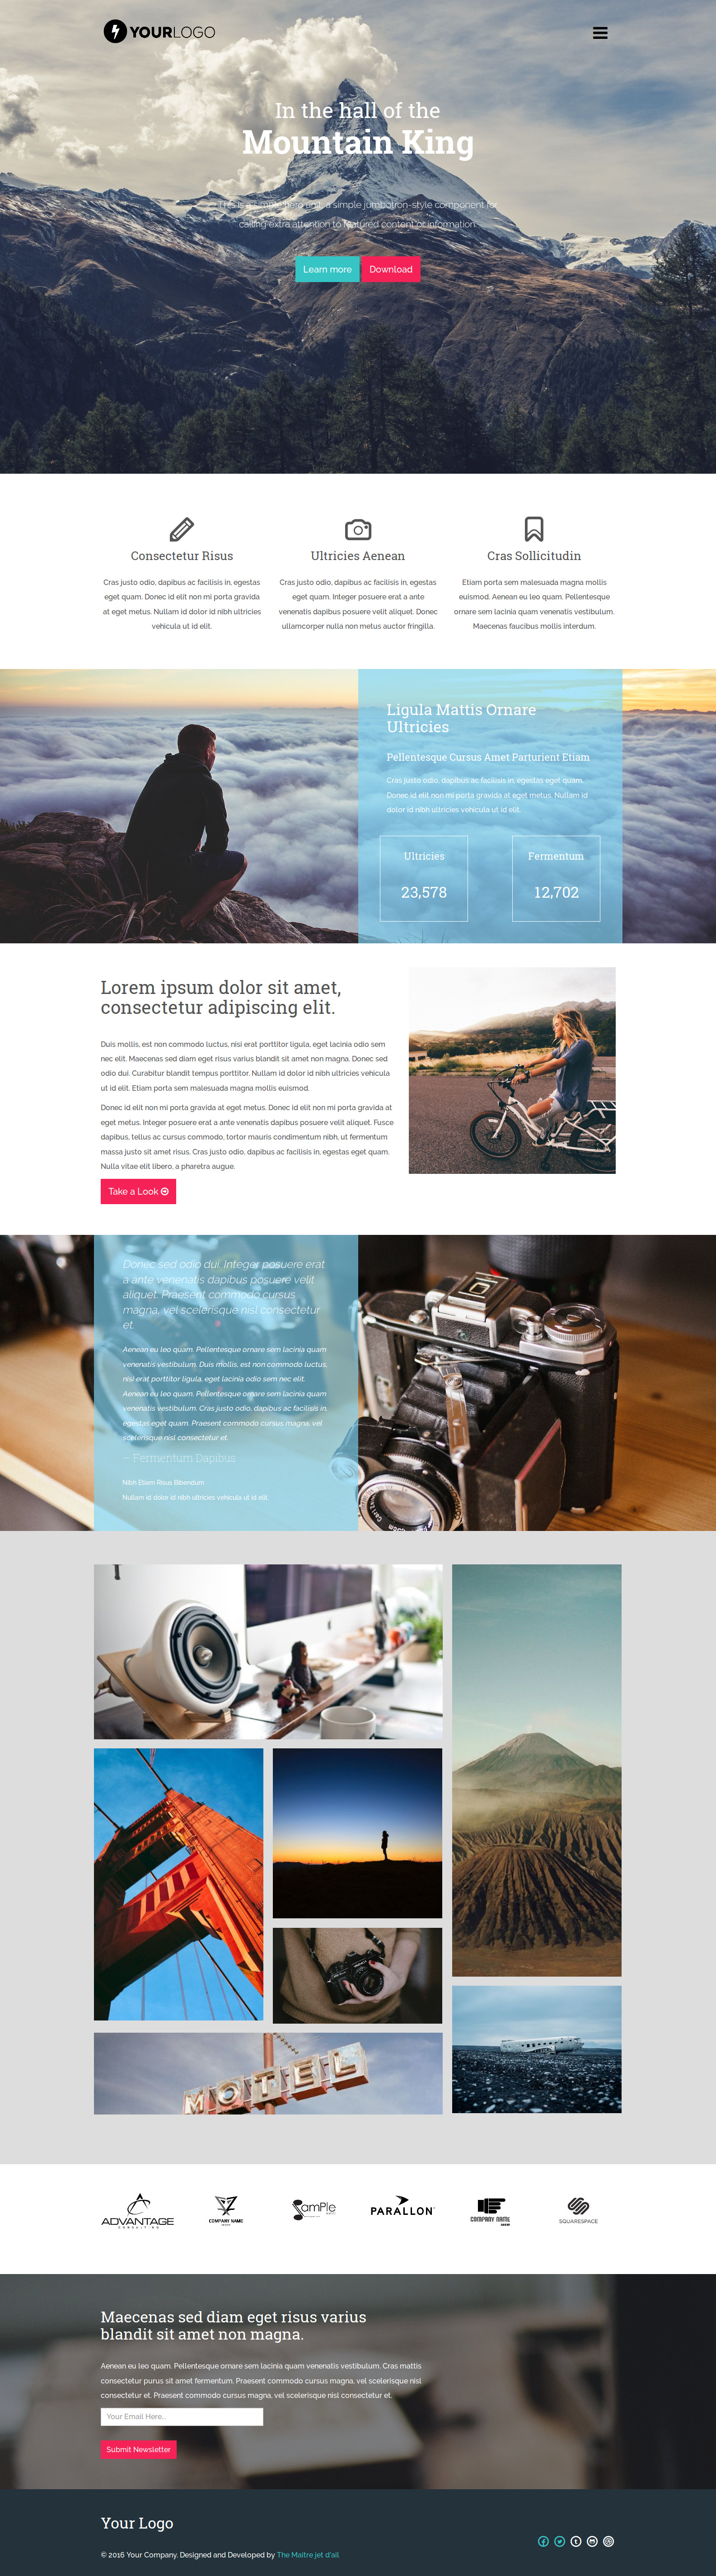 YOURLOGO
In the hall of the
Mountain King
This is a simple hero unit, a simple jumbotron-style component for
calling extra attention to featured content or information.
Learn more
Download
Consectetur Risus
Cras justo odio, dapibus ac facilisis in, egestas
eget quam. Donec id elit non mi porta gravida
at eget metus. Nullam id dolor id nibh ultricies
vehicula ut id elit.
Ultricies Aenean
Cras justo odio, dapibus ac facilisis in, egestas
eget quam. Integer posuere erat a ante
venenatis dapibus posuere velit aliquet. Donec
ullamcorper nulla non metus auctor fringilla.
Cras Sollicitudin
Etiam porta sem malesuada magna mollis
euismod. Aenean eu leo quam. Pellentesque
ornare sem lacinia quam venenatis vestibulum.
Maecenas faucibus mollis interdum.
Ligula Mattis Ornare
Ultricies
Pellentesque Cursus Amet Parturient Etiam
Cras justo odio, dapibus ac facilisis in, egestas eget quam.
Donec id elit non mi porta gravida at eget metus. Nullam id
dolor id nibh ultricies vehicula ut id elit.
Ultricies
23,578
Fermentum
12,702
Lorem ipsum dolor sit amet,
consectetur adipiscing elit.
Duis mollis, est non commodo luctus, nisi erat porttitor ligula, eget lacinia odio sem
nec elit. Maecenas sed diam eget risus varius blandit sit amet non magna. Donec sed
odio dui. Curabitur blandit tempus porttitor. Nullam id dolor id nibh ultricies vehicula
ut id elit. Etiam porta sem malesuada magna mollis euismod.
Donec id elit non mi porta gravida at eget metus. Donec id elit non mi porta gravida at
eget metus. Integer posuere erat a ante venenatis dapibus posuere velit aliquet. Fusce
dapibus, tellus ac cursus commodo, tortor mauris condimentum nibh, ut fermentum
massa justo sit amet risus. Cras justo odio, dapibus ac facilisis in, egestas eget quam.
Nulla vitae elit libero, a pharetra augue.
Take a Look
Donec sed odio dui. Integer posuere erat
a ante venenatis dapibus posuere velit
aliquet. Praesent commodo cursus
magna, vel scelerisque nisl consectetur
et.
Aenean eu leo quam. Pellentesque ornare sem lacinia quam
venenatis vestibulum. Duis mollis, est non commodo luctus,
nisi erat porttitor ligula, eget lacinia odio sem nec elit.
Aenean eu leo quam. Pellentesque ornare sem lacinia quam
venenatis vestibulum. Cras justo odio, dapibus ac facilisis in,
egestas eget quam. Praesent commodo cursus magna, vel
scelerisque nisl consectetur et.
— Fermentum Dapibus
Nibh Etiam Risus Bibendum
Nullam id dolor id nibh ultricies vehicula ut id elit.
MOTEL
ADVANTAGE
CONSULTING
COMPANY NAME
SamPle
PARALLON
COMPANY NAME
SQUARESPACE
Maecenas sed diam eget risus varius
blandit sit amet non magna.
Aenean eu leo quam. Pellentesque ornare sem lacinia quam venenatis vestibulum. Cras mattis
consectetur purus sit amet fermentum. Praesent commodo cursus magna, vel scelerisque nisl
consectetur et. Praesent commodo cursus magna, vel scelerisque nisl consectetur et.
Your Email Here...
Submit Newsletter
Your Logo
© 2016 Your Company. Designed and Developed by The Maitre jet d'ail